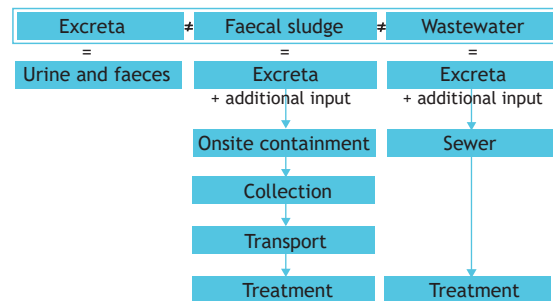 Excreta ≠ Faecal sludge ≠ Wastewater
= = =
Urine and faeces Excreta Excreta
+ additional input + additional input
Onsite containment Sewer
Collection
Transport
Treatment Treatment